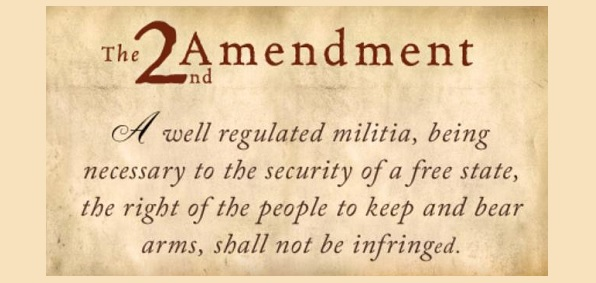 The 2nd Amendment
A well regulated militia, being
necessary to the security of a free state,
the right of the people to keep and bear
arms, shall not be infringed.